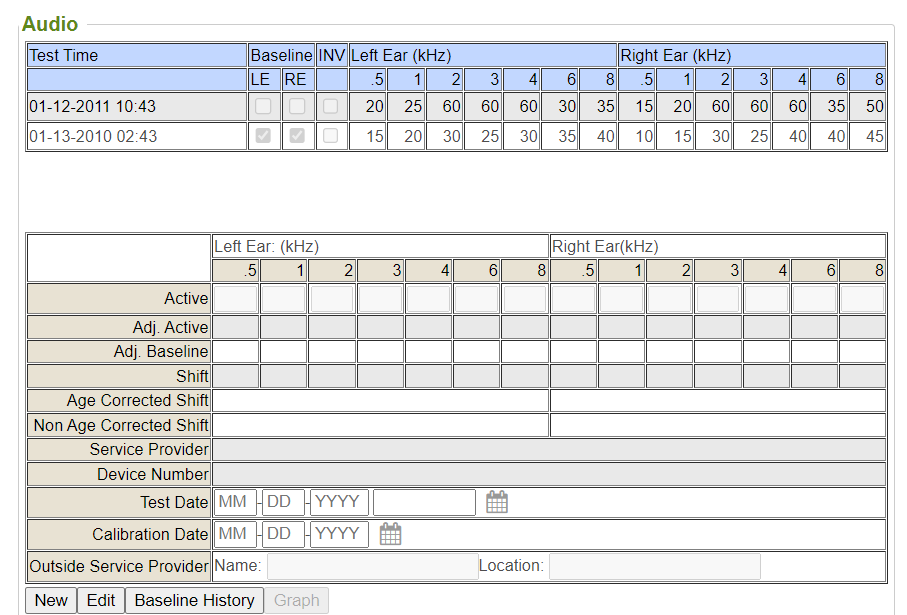 Audio
Test Time Baseline INV Left Ear (kHz) Right Ear (kHz)
LE RE .5 1 2 3 4 6 8 .5 1 2 3 4 6 8
01-12-2011 10:43 20 25 60 60 60 30 35 15 20 60 60 60 35 50
01-13-2010 02:43 15 20 30 25 30 35 40 10 15 30 25 40 40 45
Left Ear: (kHz) Right Ear(kHz)
.5 1 2 3 4 6 8 .5 1 2 3 4 6 8
Active
Adj. Active
Adj. Baseline
Shift
Age Corrected Shift
Non Age Corrected Shift
Service Provider
Device Number
Test Date MM - DD - YYYY
Calibration Date MM - DD - YYYY
Outside Service Provider Name: Location:
New Edit Baseline History Graph